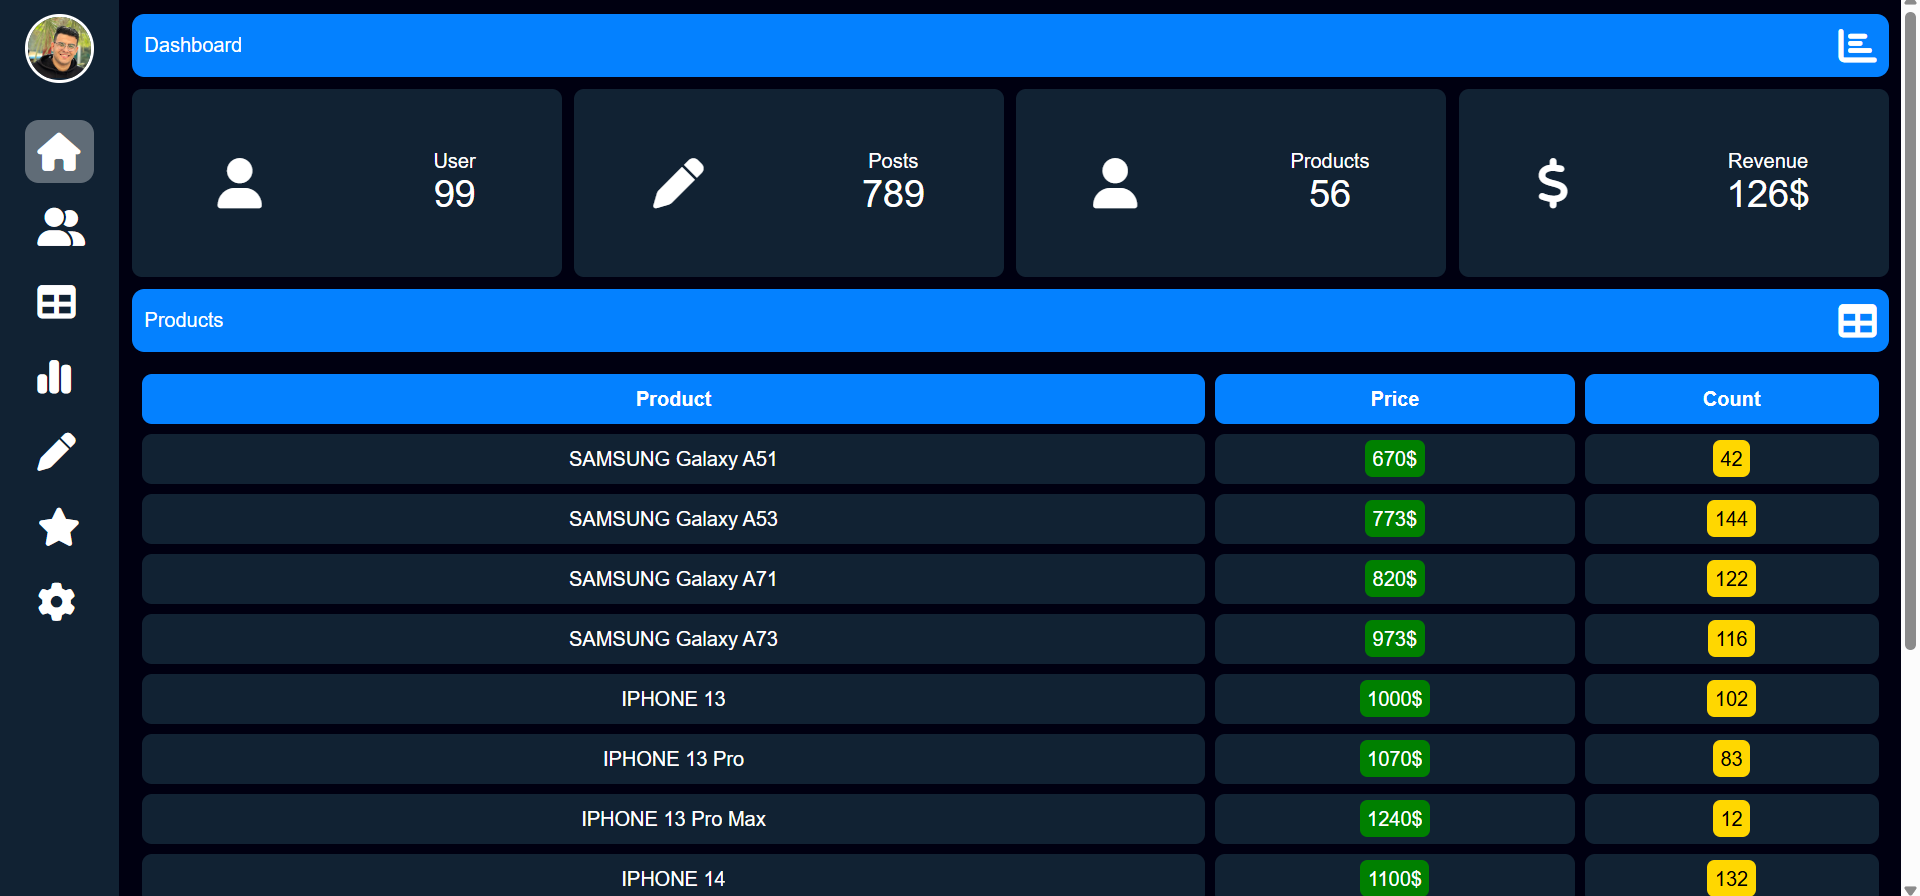 Dashboard
User
99
Posts
789
Products
56
Revenue
126$
Products
Product Price Count
SAMSUNG Galaxy A51 670$ 42
SAMSUNG Galaxy A53 773$ 144
SAMSUNG Galaxy A71 820$ 122
SAMSUNG Galaxy A73 973$ 116
IPHONE 13 1000$ 102
IPHONE 13 Pro 1070$ 83
IPHONE 13 Pro Max 1240$ 12
IPHONE 14 1100$ 132